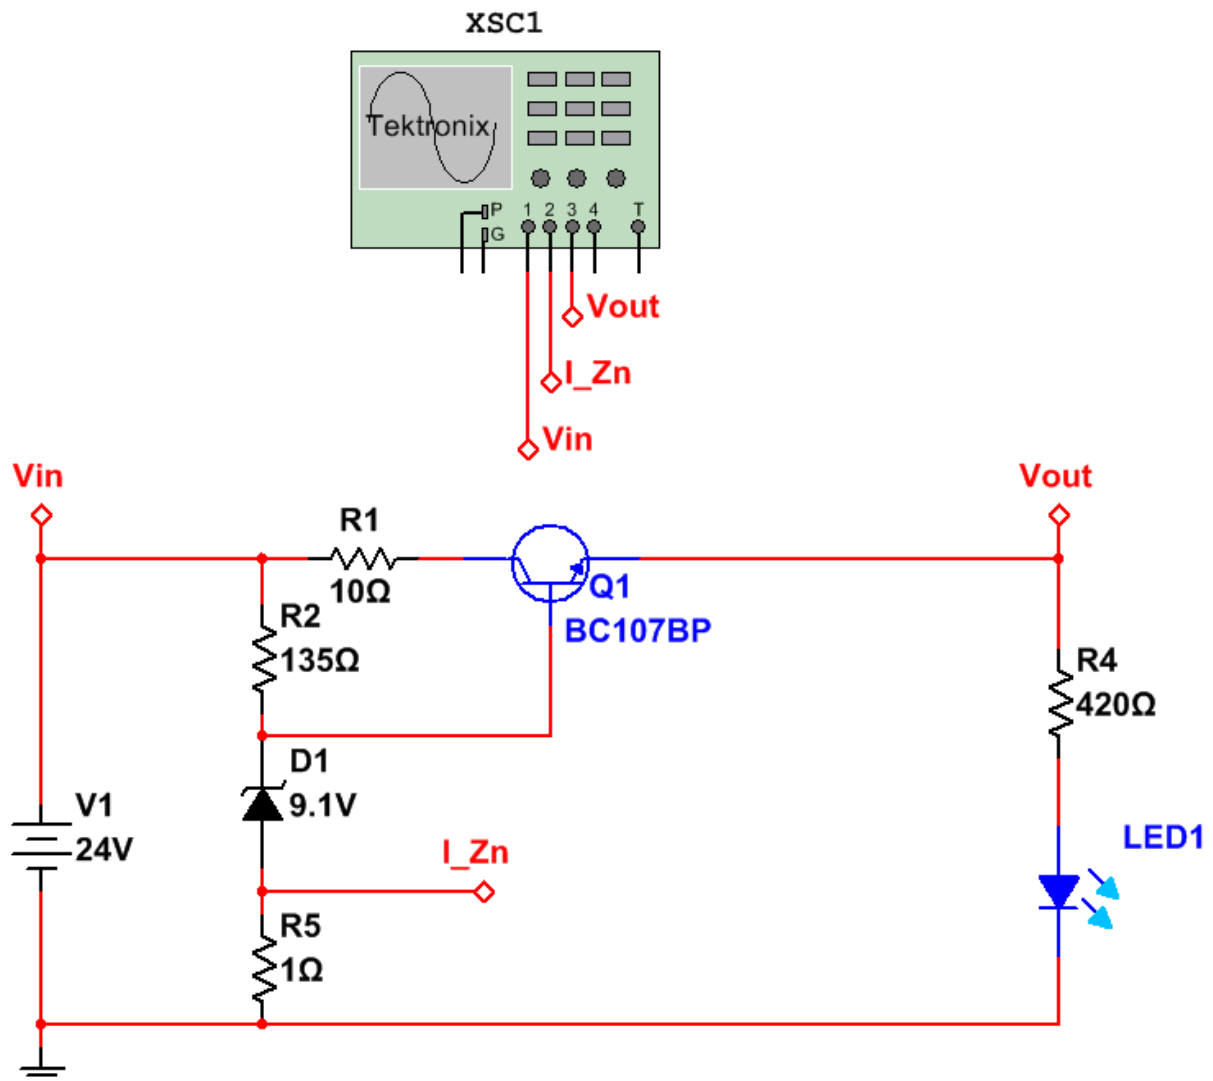 XSC1
Tektronix
P
G
1 2 3 4 T
Vout
I_Zn
Vin
Vin
Vout
R1
10Ω
Q1
BC107BP
R2
135Ω
R4
420Ω
D1
9.1V
V1
24V
LED1
I_Zn
R5
1Ω